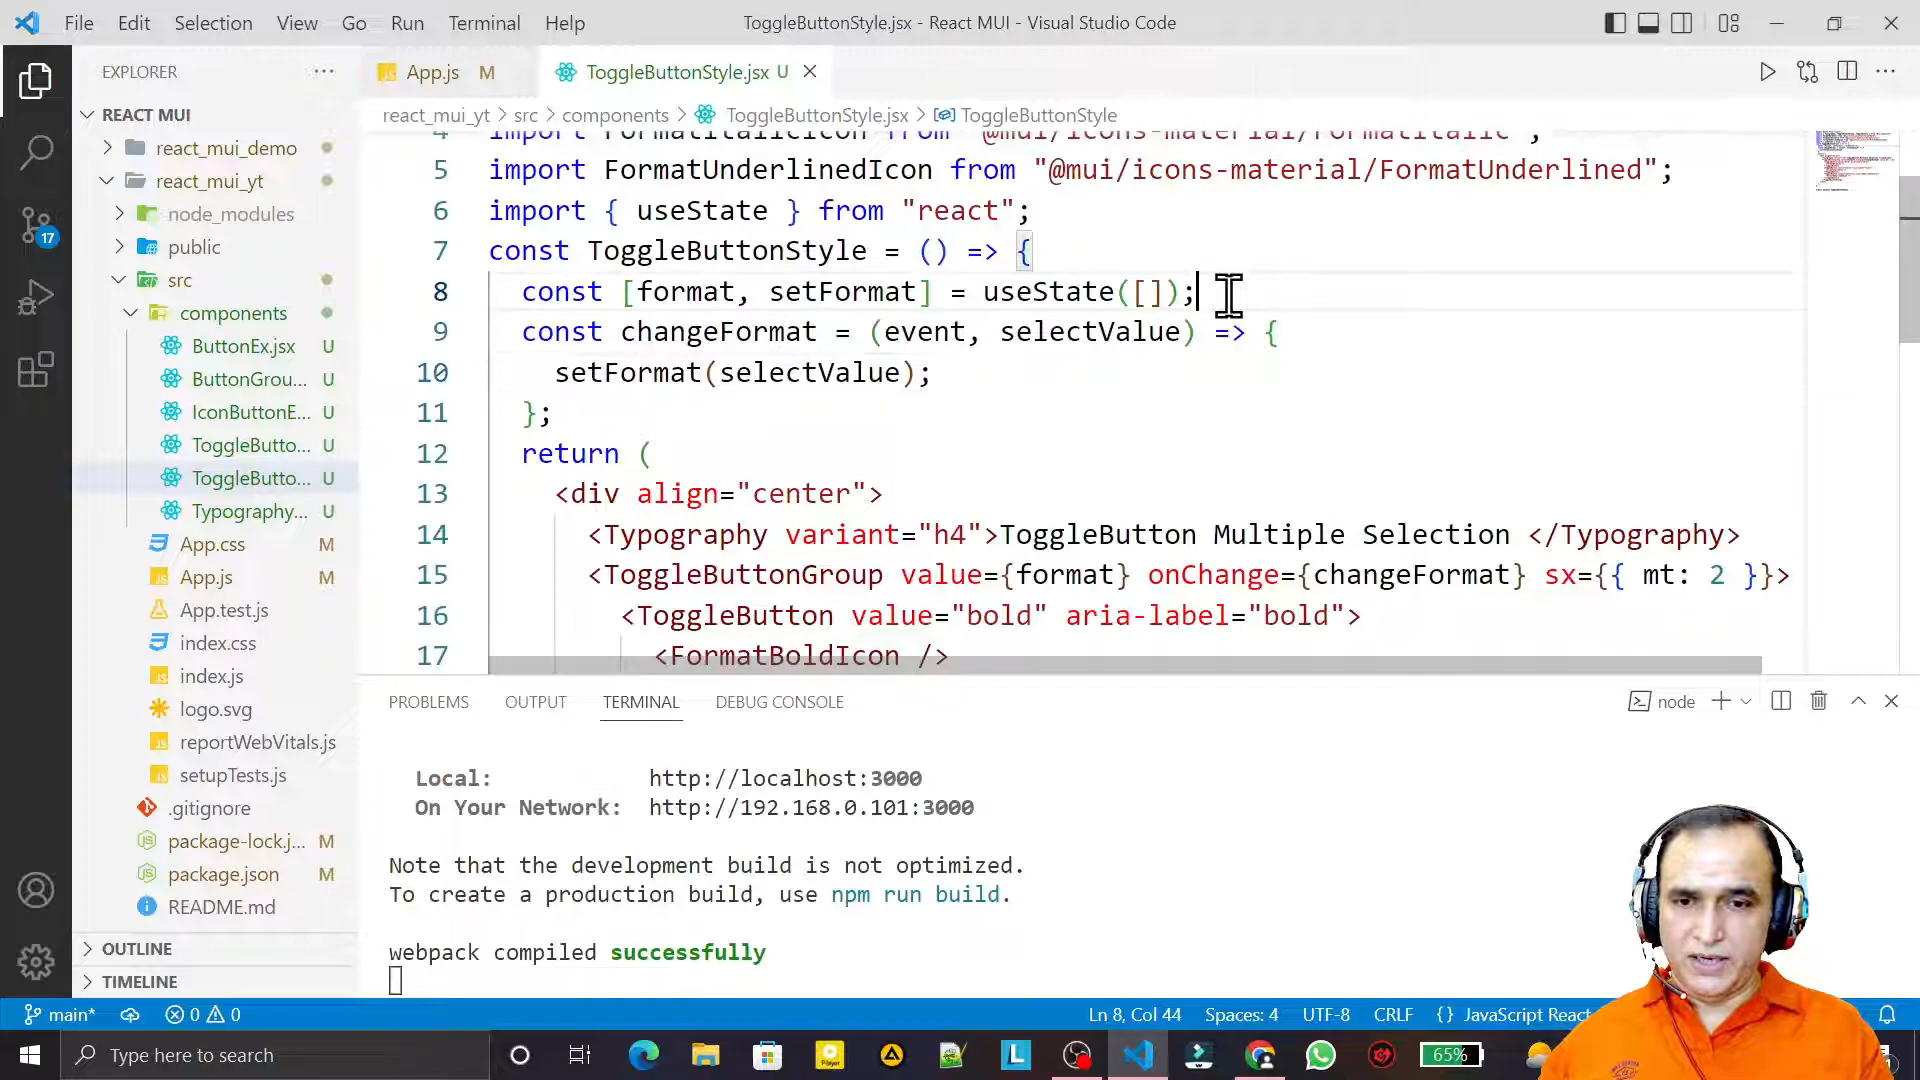 File Edit Selection View Go Run Terminal Help
ToggleButtonStyle.jsx - React MUI - Visual Studio Code
EXPLORER
REACT MUI
react_mui_demo
react_mui_yt
node_modules
public
src
components
ButtonEx.jsx U
ButtonGrou... U
IconButtonE... U
ToggleButto... U
ToggleButto... U
Typography... U
App.css M
App.js M
App.test.js
index.css
index.js
logo.svg
reportWebVitals.js
setupTests.js
.gitignore
package-lock.j... M
package.json M
README.md
OUTLINE
TIMELINE
17
App.js M
ToggleButtonStyle.jsx U
react_mui_yt > src > components > ToggleButtonStyle.jsx > ToggleButtonStyle
4 import FormatItalicIcon from "@mui/icons-material/FormatItalic";
5 import FormatUnderlinedIcon from "@mui/icons-material/FormatUnderlined";
6 import { useState } from "react";
7 const ToggleButtonStyle = () => {
8 const [format, setFormat] = useState([]);
9 const changeFormat = (event, selectValue) => {
10 setFormat(selectValue);
11 };
12 return (
13 <div align="center">
14 <Typography variant="h4">ToggleButton Multiple Selection </Typography>
15 <ToggleButtonGroup value={format} onChange={changeFormat} sx={{ mt: 2 }}>
16 <ToggleButton value="bold" aria-label="bold">
17 <FormatBoldIcon />
PROBLEMS OUTPUT TERMINAL DEBUG CONSOLE
node
Local: http://localhost:3000
On Your Network: http://192.168.0.101:3000
Note that the development build is not optimized.
To create a production build, use npm run build.
webpack compiled successfully
main* 0 0
Ln 8, Col 44 Spaces: 4 UTF-8 CRLF {} JavaScript React
Type here to search
65%